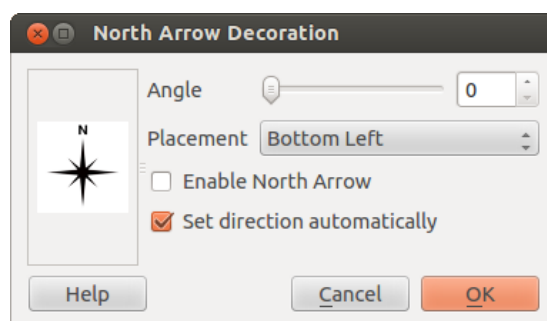 North Arrow Decoration
Angle 0
N
Placement Bottom Left
Enable North Arrow
Set direction automatically
Help Cancel OK